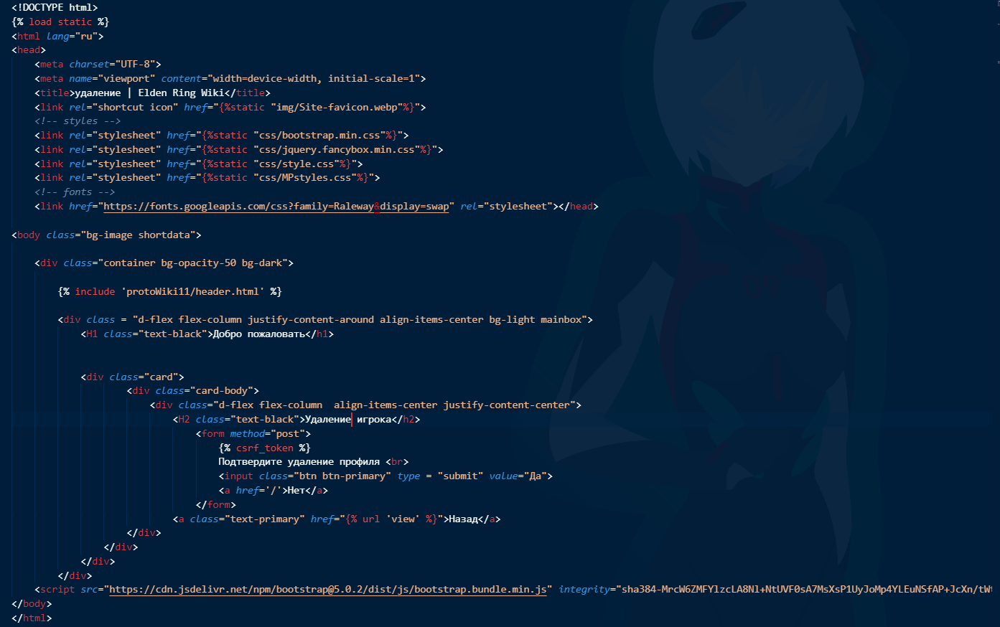 <!DOCTYPE html>
{% load static %}
<html lang="ru">
<head>
    <meta charset="UTF-8">
    <meta name="viewport" content="width=device-width, initial-scale=1">
    <title>удаление | Elden Ring Wiki</title>
    <link rel="shortcut icon" href="{%static "img/Site-favicon.webp"%}">
    <!-- styles -->
    <link rel="stylesheet" href="{%static "css/bootstrap.min.css"%}">
    <link rel="stylesheet" href="{%static "css/jquery.fancybox.min.css"%}">
    <link rel="stylesheet" href="{%static "css/style.css"%}">
    <link rel="stylesheet" href="{%static "css/MPstyles.css"%}">
    <!-- fonts -->
    <link href="https://fonts.googleapis.com/css?family=Raleway&display=swap" rel="stylesheet"></head>
<body class="bg-image shortdata">
    <div class="container bg-opacity-50 bg-dark">
        {% include 'protoWiki11/header.html' %}
        <div class = "d-flex flex-column justify-content-around align-items-center bg-light mainbox">
            <H1 class="text-black">Добро пожаловать</h1>
            <div class="card">
                    <div class="card-body">
                        <div class="d-flex flex-column  align-items-center justify-content-center">
                            <H2 class="text-black">Удаление игрока</h2>
                                <form method="post">
                                    {% csrf_token %}
                                    Подтвердите удаление профиля <br>
                                    <input class="btn btn-primary" type = "submit" value="Да">
                                    <a href='/'>Нет</a>
                                </form>
                            <a class="text-primary" href="{% url 'view' %}">Назад</a>
                    </div>
                </div>
            </div>
        </div>
    <script src="https://cdn.jsdelivr.net/npm/bootstrap@5.0.2/dist/js/bootstrap.bundle.min.js" integrity="sha384-MrcW6ZMFYlzcLA8Nl+NtUVF0sA7MsXsP1UyJoMp4YLEuNSfAP+JcXn/tWt
</body>
</html>